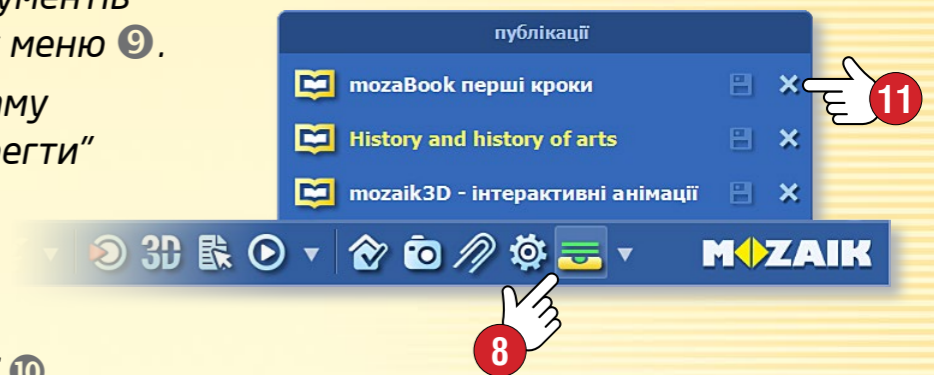 меню ❾.
публікації
mozaBook перші кроки
11
History and history of arts
mozaik3D - інтерактивні анімації
3D
MOZAIK
8
❿